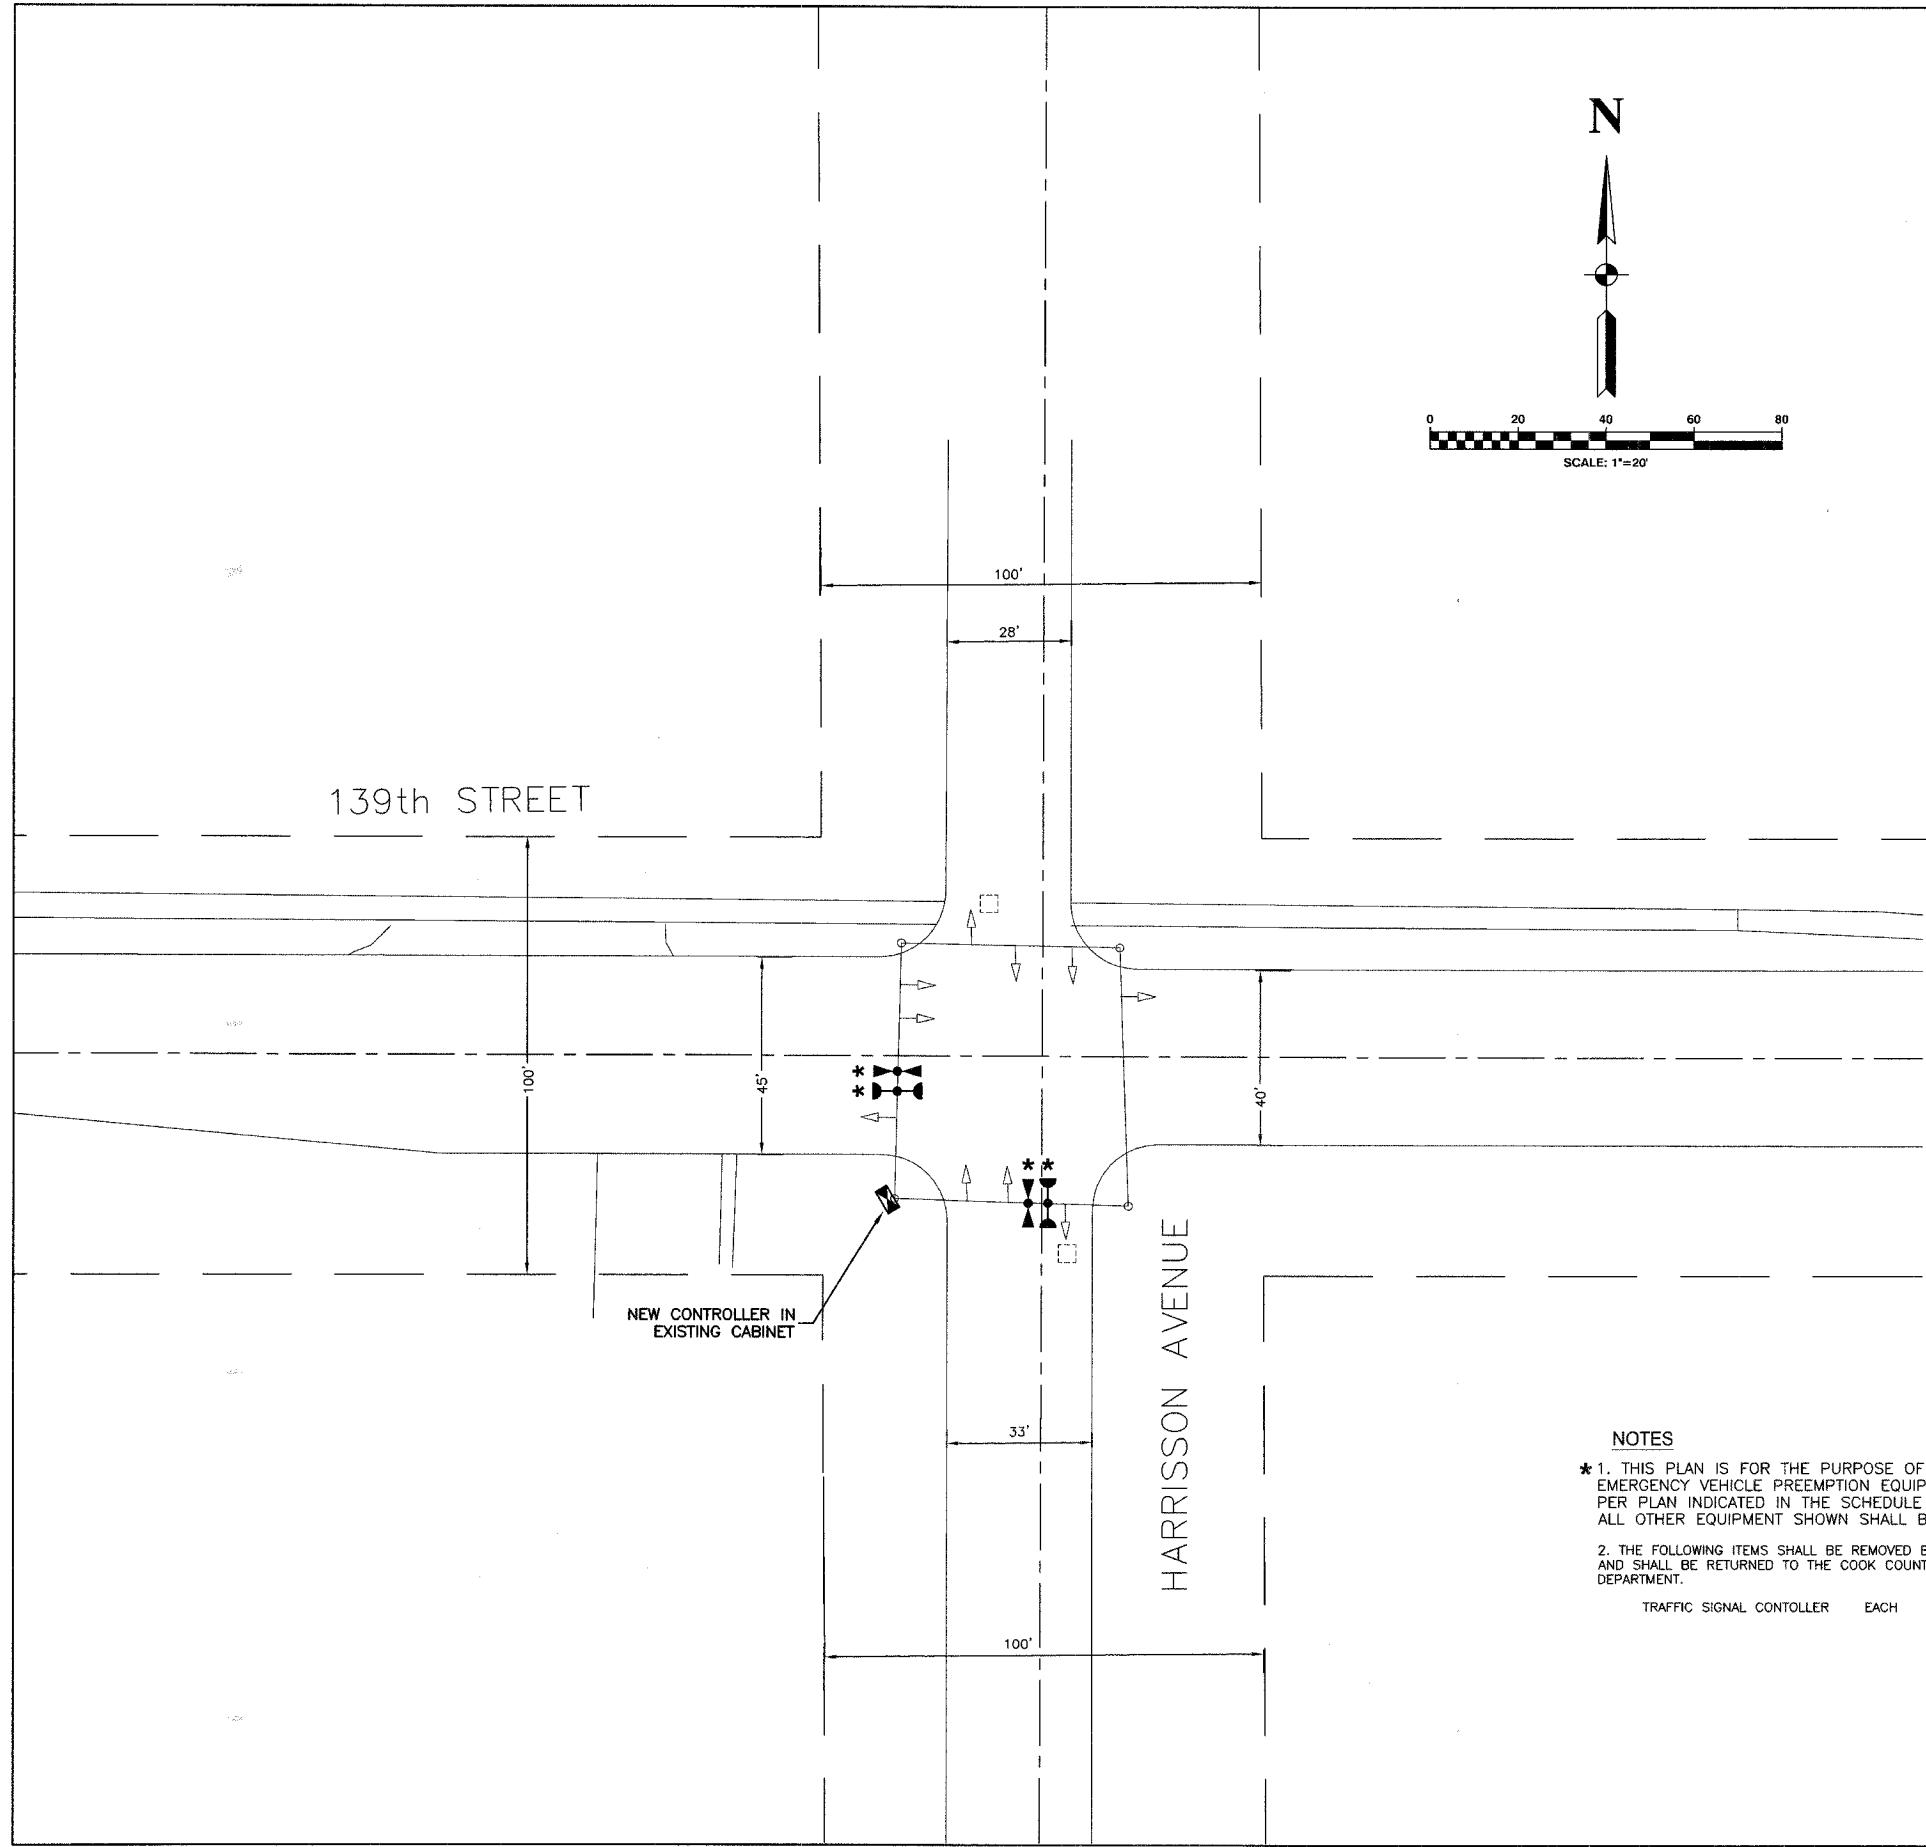 N
0 20 40 60 80
SCALE: 1"=20'
100'
28'
139th STREET
100'
45'
40'
*
*
* *
NEW CONTROLLER IN
EXISTING CABINET
HARRISSON AVENUE
33'
100'
NOTES
* 1. THIS PLAN IS FOR THE PURPOSE OF
EMERGENCY VEHICLE PREEMPTION EQUIP
PER PLAN INDICATED IN THE SCHEDULE
ALL OTHER EQUIPMENT SHOWN SHALL B
2. THE FOLLOWING ITEMS SHALL BE REMOVED B
AND SHALL BE RETURNED TO THE COOK COUNT
DEPARTMENT.
TRAFFIC SIGNAL CONTOLLER EACH